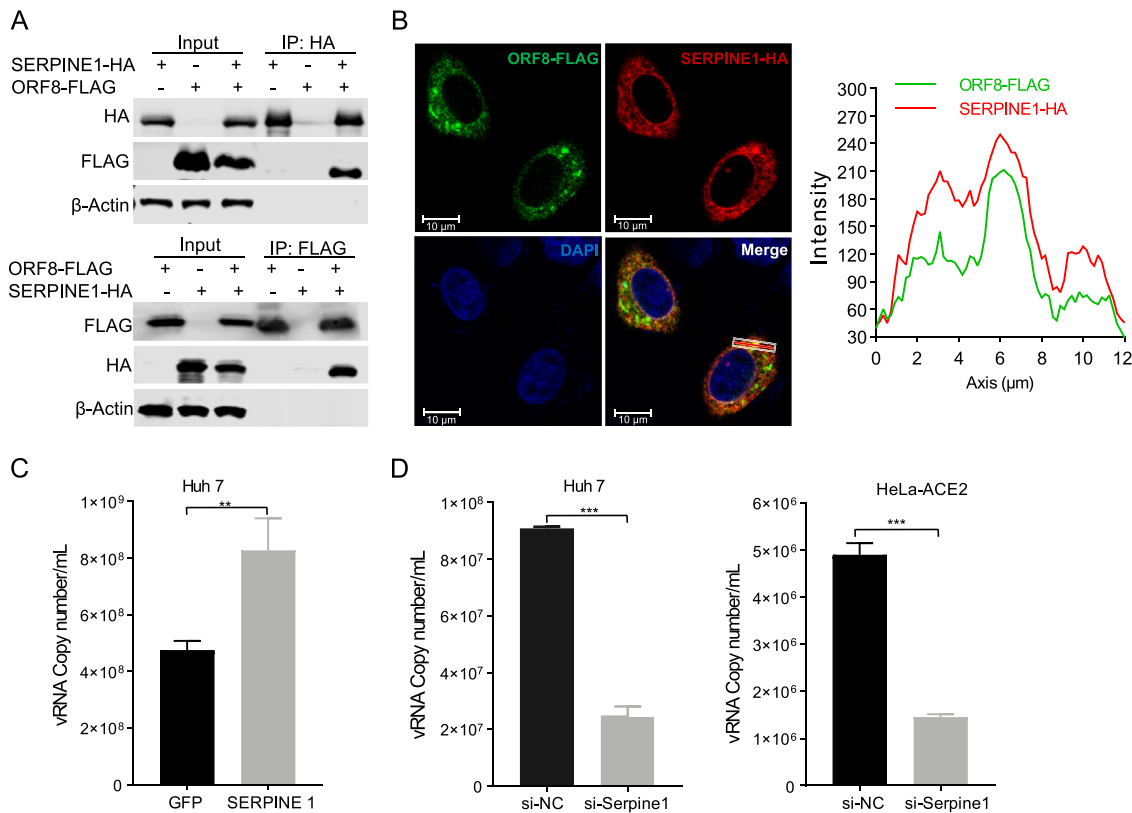 A
Input IP: HA
SERPINE1-HA + - + + - +
ORF8-FLAG - + + - + +
HA
FLAG
β-Actin
Input IP: FLAG
ORF8-FLAG + - + + - +
SERPINE1-HA - + + - + +
FLAG
HA
β-Actin
B
ORF8-FLAG
10 µm
SERPINE1-HA
10 µm
DAPI
10 µm
Merge
10 µm
ORF8-FLAG
SERPINE1-HA
Intensity
300
270
240
210
180
150
120
90
60
30
0 2 4 6 8 10 12
Axis (µm)
C
Huh 7
**
vRNA Copy number/mL
1×10⁹
8×10⁸
6×10⁸
4×10⁸
2×10⁸
0
GFP SERPINE 1
D
Huh 7
***
vRNA Copy number/mL
1×10⁸
8×10⁷
6×10⁷
4×10⁷
2×10⁷
0
si-NC si-Serpine1
HeLa-ACE2
***
vRNA Copy number/mL
6×10⁶
5×10⁶
4×10⁶
3×10⁶
2×10⁶
1×10⁶
0
si-NC si-Serpine1